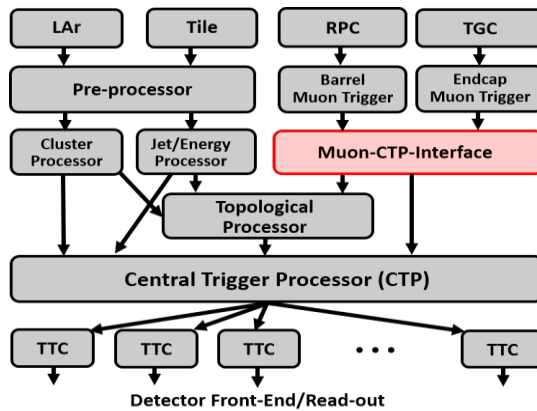 LAr
Tile
RPC
TGC
Pre-processor
Barrel
Muon Trigger
Endcap
Muon Trigger
Cluster
Processor
Jet/Energy
Processor
Muon-CTP-Interface
Topological
Processor
Central Trigger Processor (CTP)
TTC
TTC
TTC
• • •
TTC
Detector Front-End/Read-out